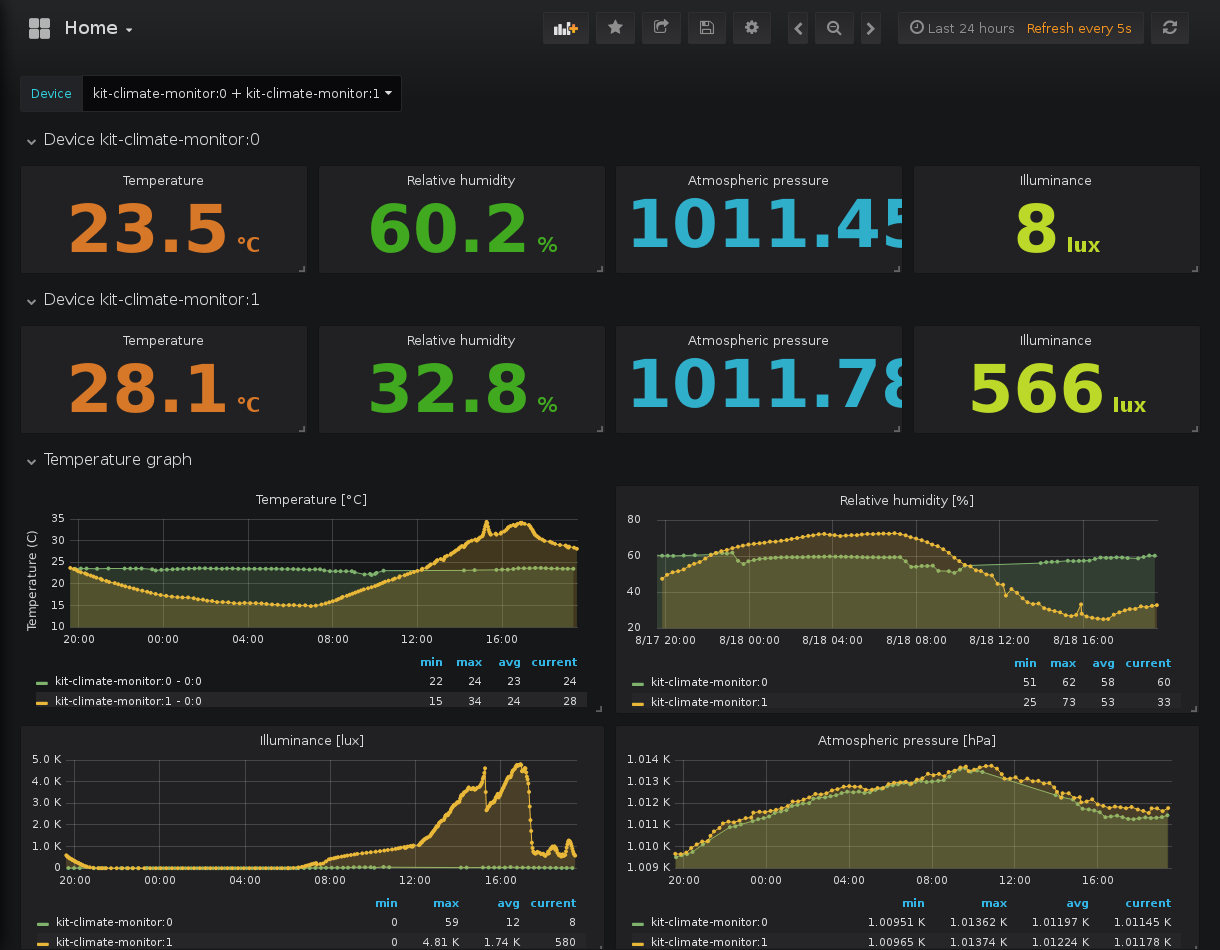 Home
Last 24 hours Refresh every 5s
Device kit-climate-monitor:0 + kit-climate-monitor:1
Device kit-climate-monitor:0
Temperature Relative humidity Atmospheric pressure Illuminance
23.5 °C 60.2 % 1011.45 8 lux
Device kit-climate-monitor:1
Temperature Relative humidity Atmospheric pressure Illuminance
28.1 °C 32.8 % 1011.78 566 lux
Temperature graph
Temperature [°C]
Temperature (C)
35
30
25
20
15
10
20:00 00:00 04:00 08:00 12:00 16:00
min max avg current
kit-climate-monitor:0 - 0:0 22 24 23 24
kit-climate-monitor:1 - 0:0 15 34 24 28
Relative humidity [%]
80
60
40
20
8/17 20:00 8/18 00:00 8/18 04:00 8/18 08:00 8/18 12:00 8/18 16:00
min max avg current
kit-climate-monitor:0 51 62 58 60
kit-climate-monitor:1 25 73 53 33
Illuminance [lux]
5.0 K
4.0 K
3.0 K
2.0 K
1.0 K
0
20:00 00:00 04:00 08:00 12:00 16:00
min max avg current
kit-climate-monitor:0 0 59 12 8
kit-climate-monitor:1 0 4.81 K 1.74 K 580
Atmospheric pressure [hPa]
1.014 K
1.013 K
1.012 K
1.011 K
1.010 K
1.009 K
20:00 00:00 04:00 08:00 12:00 16:00
min max avg current
kit-climate-monitor:0 1.00951 K 1.01362 K 1.01197 K 1.01145 K
kit-climate-monitor:1 1.00965 K 1.01374 K 1.01224 K 1.01178 K